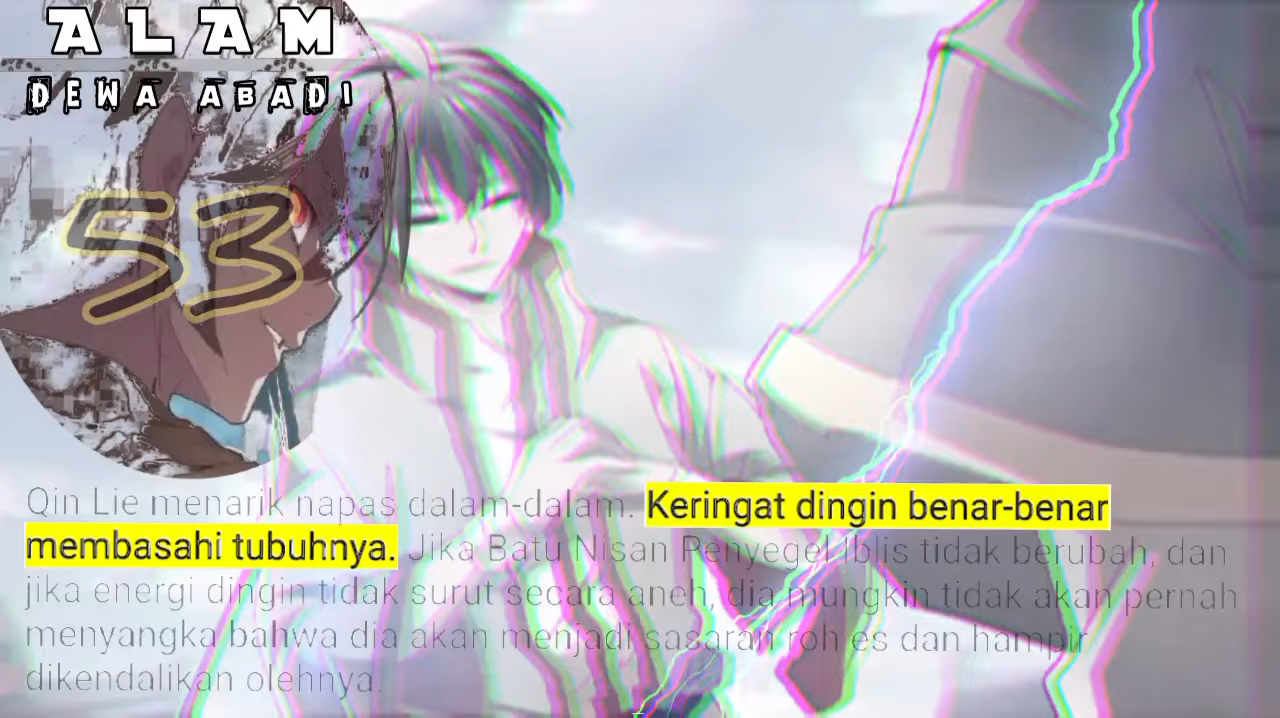 ALAM
DEWA ABADI
53
Qin Lie menarik napas dalam-dalam. Keringat dingin benar-benar
membasahi tubuhnya. Jika Batu Nisan Penyegel Iblis tidak berubah, dan
jika energi dingin tidak surut secara aneh, dia mungkin tidak akan pernah
menyangka bahwa dia akan menjadi sasaran roh es dan hampir
dikendalikan olehnya.